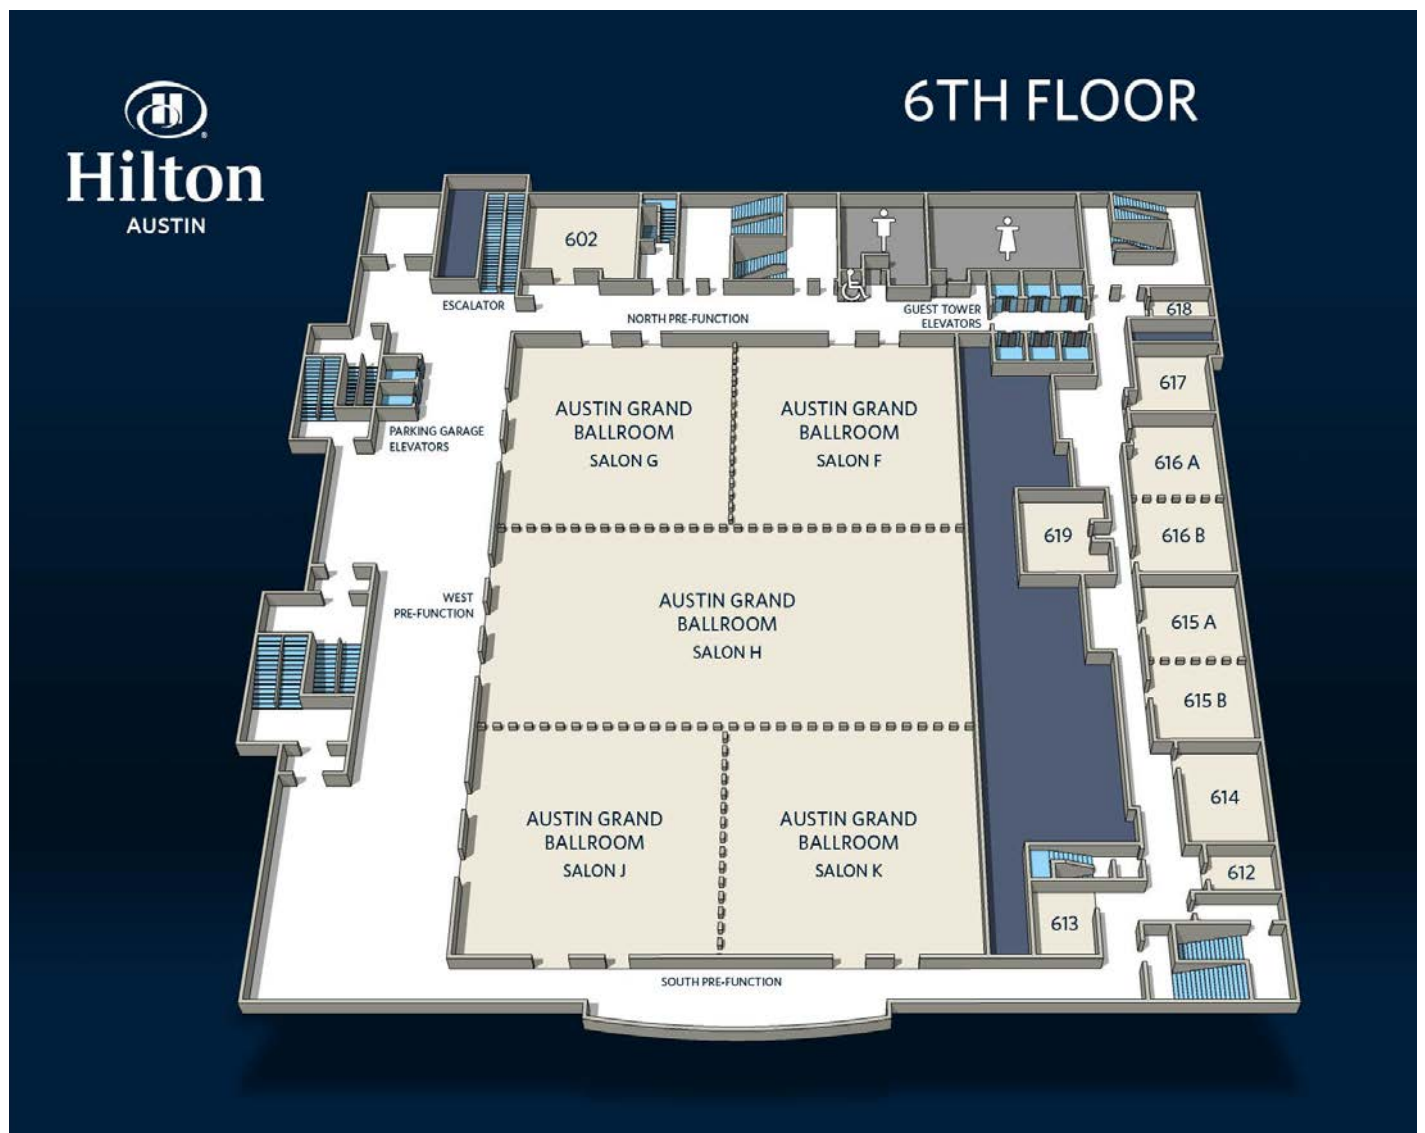 6TH FLOOR
H
®
Hilton
AUSTIN
602
ESCALATOR
NORTH PRE-FUNCTION
GUEST TOWER
ELEVATORS
618
617
PARKING GARAGE
ELEVATORS
AUSTIN GRAND
BALLROOM
SALON G
AUSTIN GRAND
BALLROOM
SALON F
616 A
616 B
619
WEST
PRE-FUNCTION
AUSTIN GRAND
BALLROOM
SALON H
615 A
615 B
614
AUSTIN GRAND
BALLROOM
SALON J
AUSTIN GRAND
BALLROOM
SALON K
612
613
SOUTH PRE-FUNCTION